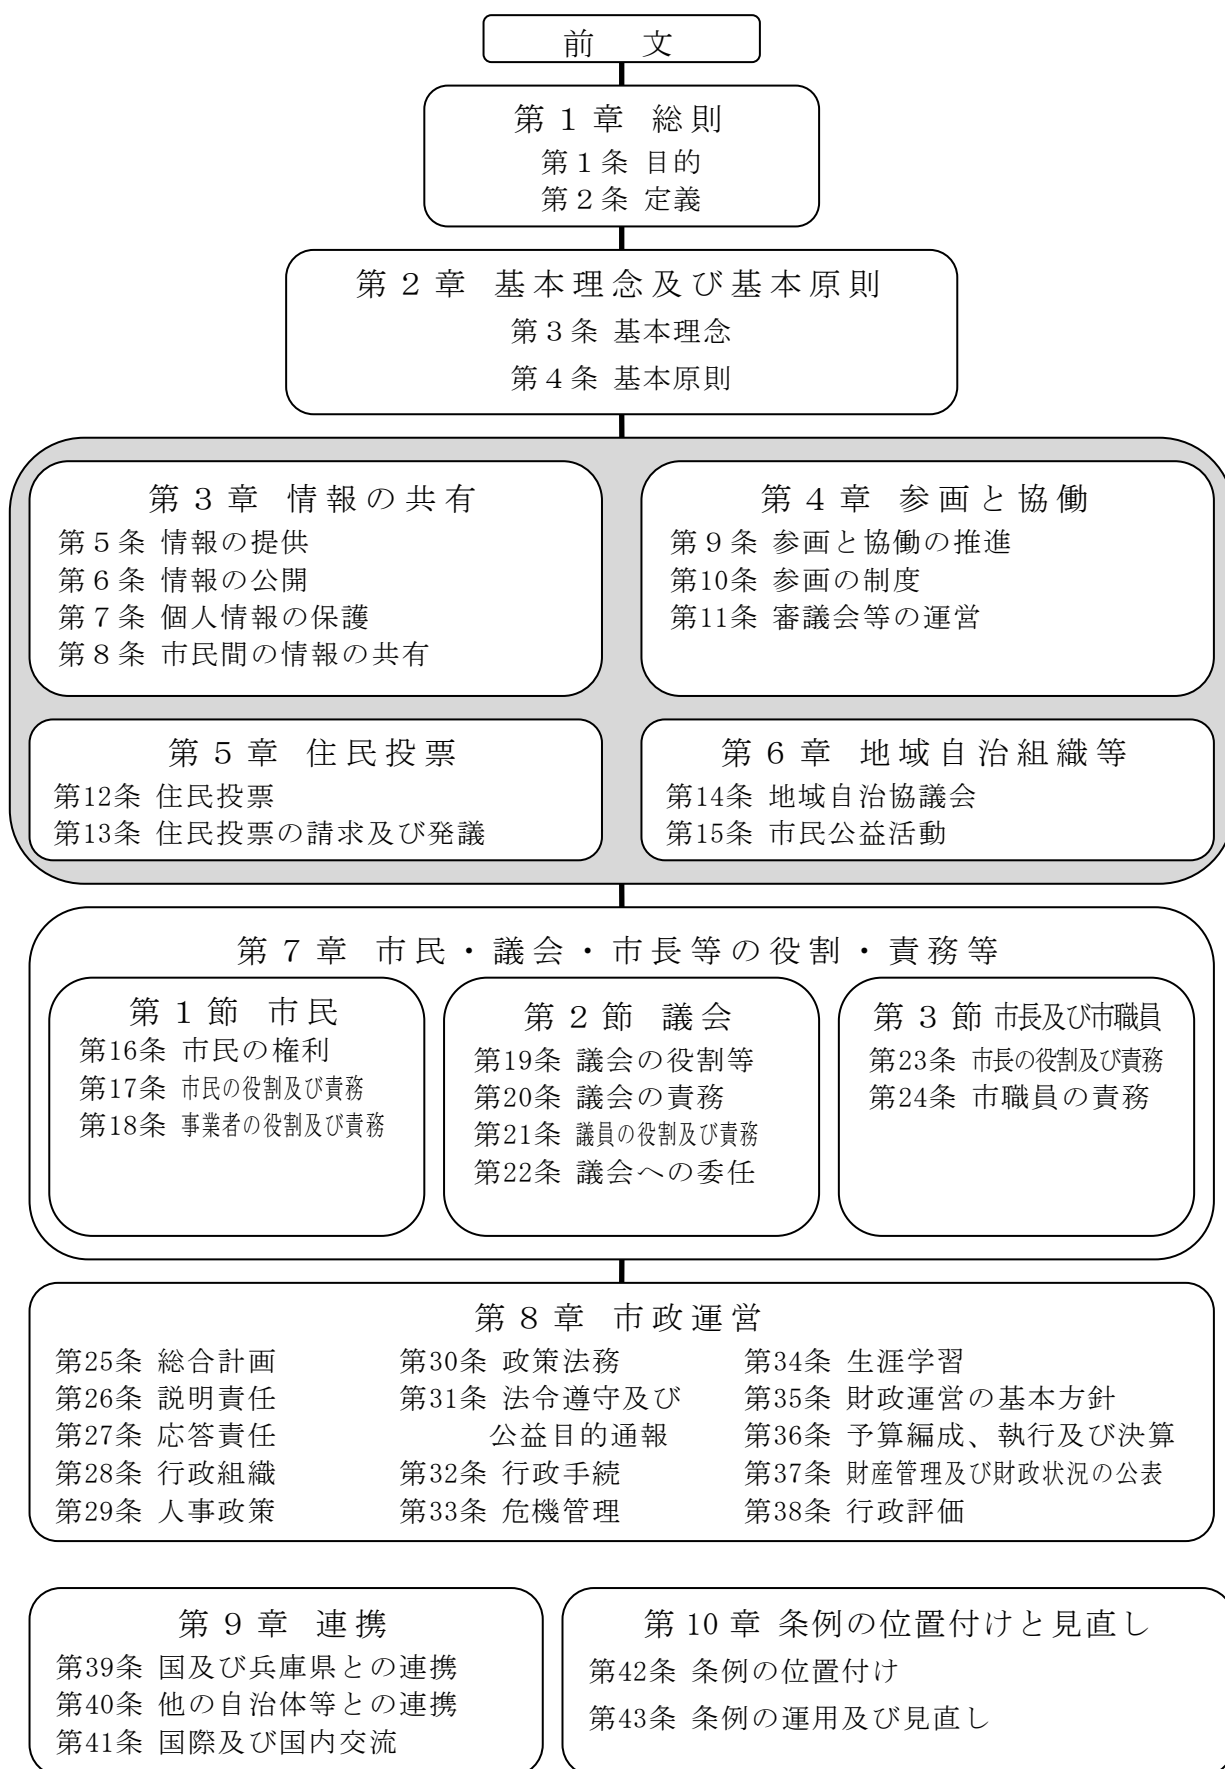 前　文
第１章 総則
第１条 目的
第２条 定義
第２章 基本理念及び基本原則
第３条 基本理念
第４条 基本原則
第３章 情報の共有
第５条 情報の提供
第６条 情報の公開
第７条 個人情報の保護
第８条 市民間の情報の共有
第４章 参画と協働
第９条 参画と協働の推進
第10条 参画の制度
第11条 審議会等の運営
第５章 住民投票
第12条 住民投票
第13条 住民投票の請求及び発議
第６章 地域自治組織等
第14条 地域自治協議会
第15条 市民公益活動
第７章 市民・議会・市長等の役割・責務等
第１節 市民
第16条 市民の権利
第17条 市民の役割及び責務
第18条 事業者の役割及び責務
第２節 議会
第19条 議会の役割等
第20条 議会の責務
第21条 議員の役割及び責務
第22条 議会への委任
第３節 市長及び市職員
第23条 市長の役割及び責務
第24条 市職員の責務
第８章 市政運営
第25条 総合計画
第26条 説明責任
第27条 応答責任
第28条 行政組織
第29条 人事政策
第30条 政策法務
第31条 法令遵守及び
公益目的通報
第32条 行政手続
第33条 危機管理
第34条 生涯学習
第35条 財政運営の基本方針
第36条 予算編成、執行及び決算
第37条 財産管理及び財政状況の公表
第38条 行政評価
第９章 連携
第39条 国及び兵庫県との連携
第40条 他の自治体等との連携
第41条 国際及び国内交流
第10章 条例の位置付けと見直し
第42条 条例の位置付け
第43条 条例の運用及び見直し